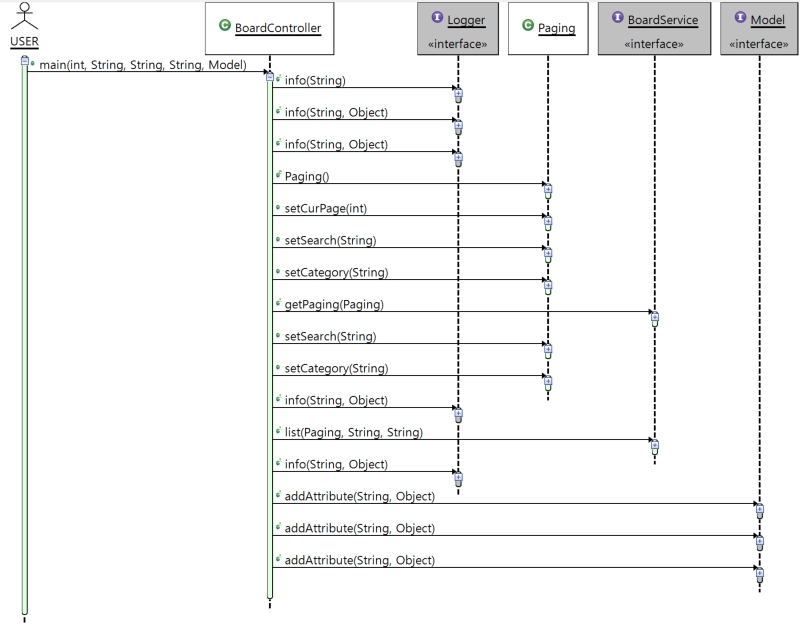 USER
BoardController
Logger
«interface»
Paging
BoardService
«interface»
Model
«interface»
main(int, String, String, String, Model)
info(String)
info(String, Object)
info(String, Object)
Paging()
setCurPage(int)
setSearch(String)
setCategory(String)
getPaging(Paging)
setSearch(String)
setCategory(String)
info(String, Object)
list(Paging, String, String)
info(String, Object)
addAttribute(String, Object)
addAttribute(String, Object)
addAttribute(String, Object)